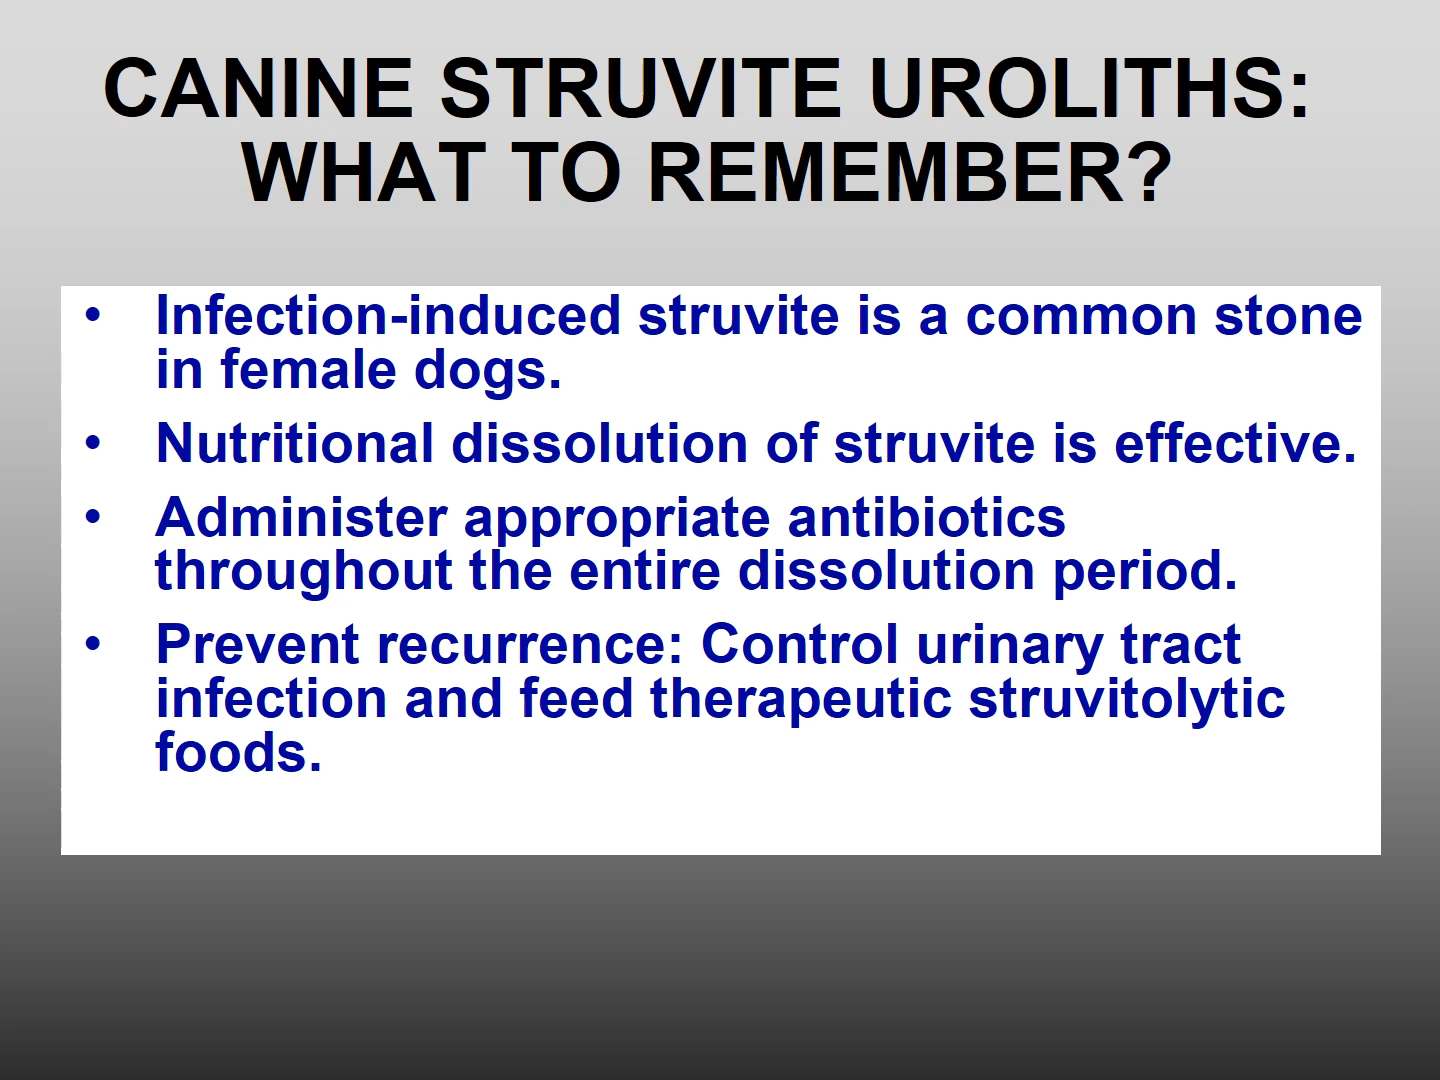 CANINE STRUVITE UROLITHS:
WHAT TO REMEMBER?
• Infection-induced struvite is a common stone
in female dogs.
• Nutritional dissolution of struvite is effective.
• Administer appropriate antibiotics
throughout the entire dissolution period.
• Prevent recurrence: Control urinary tract
infection and feed therapeutic struvitolytic
foods.